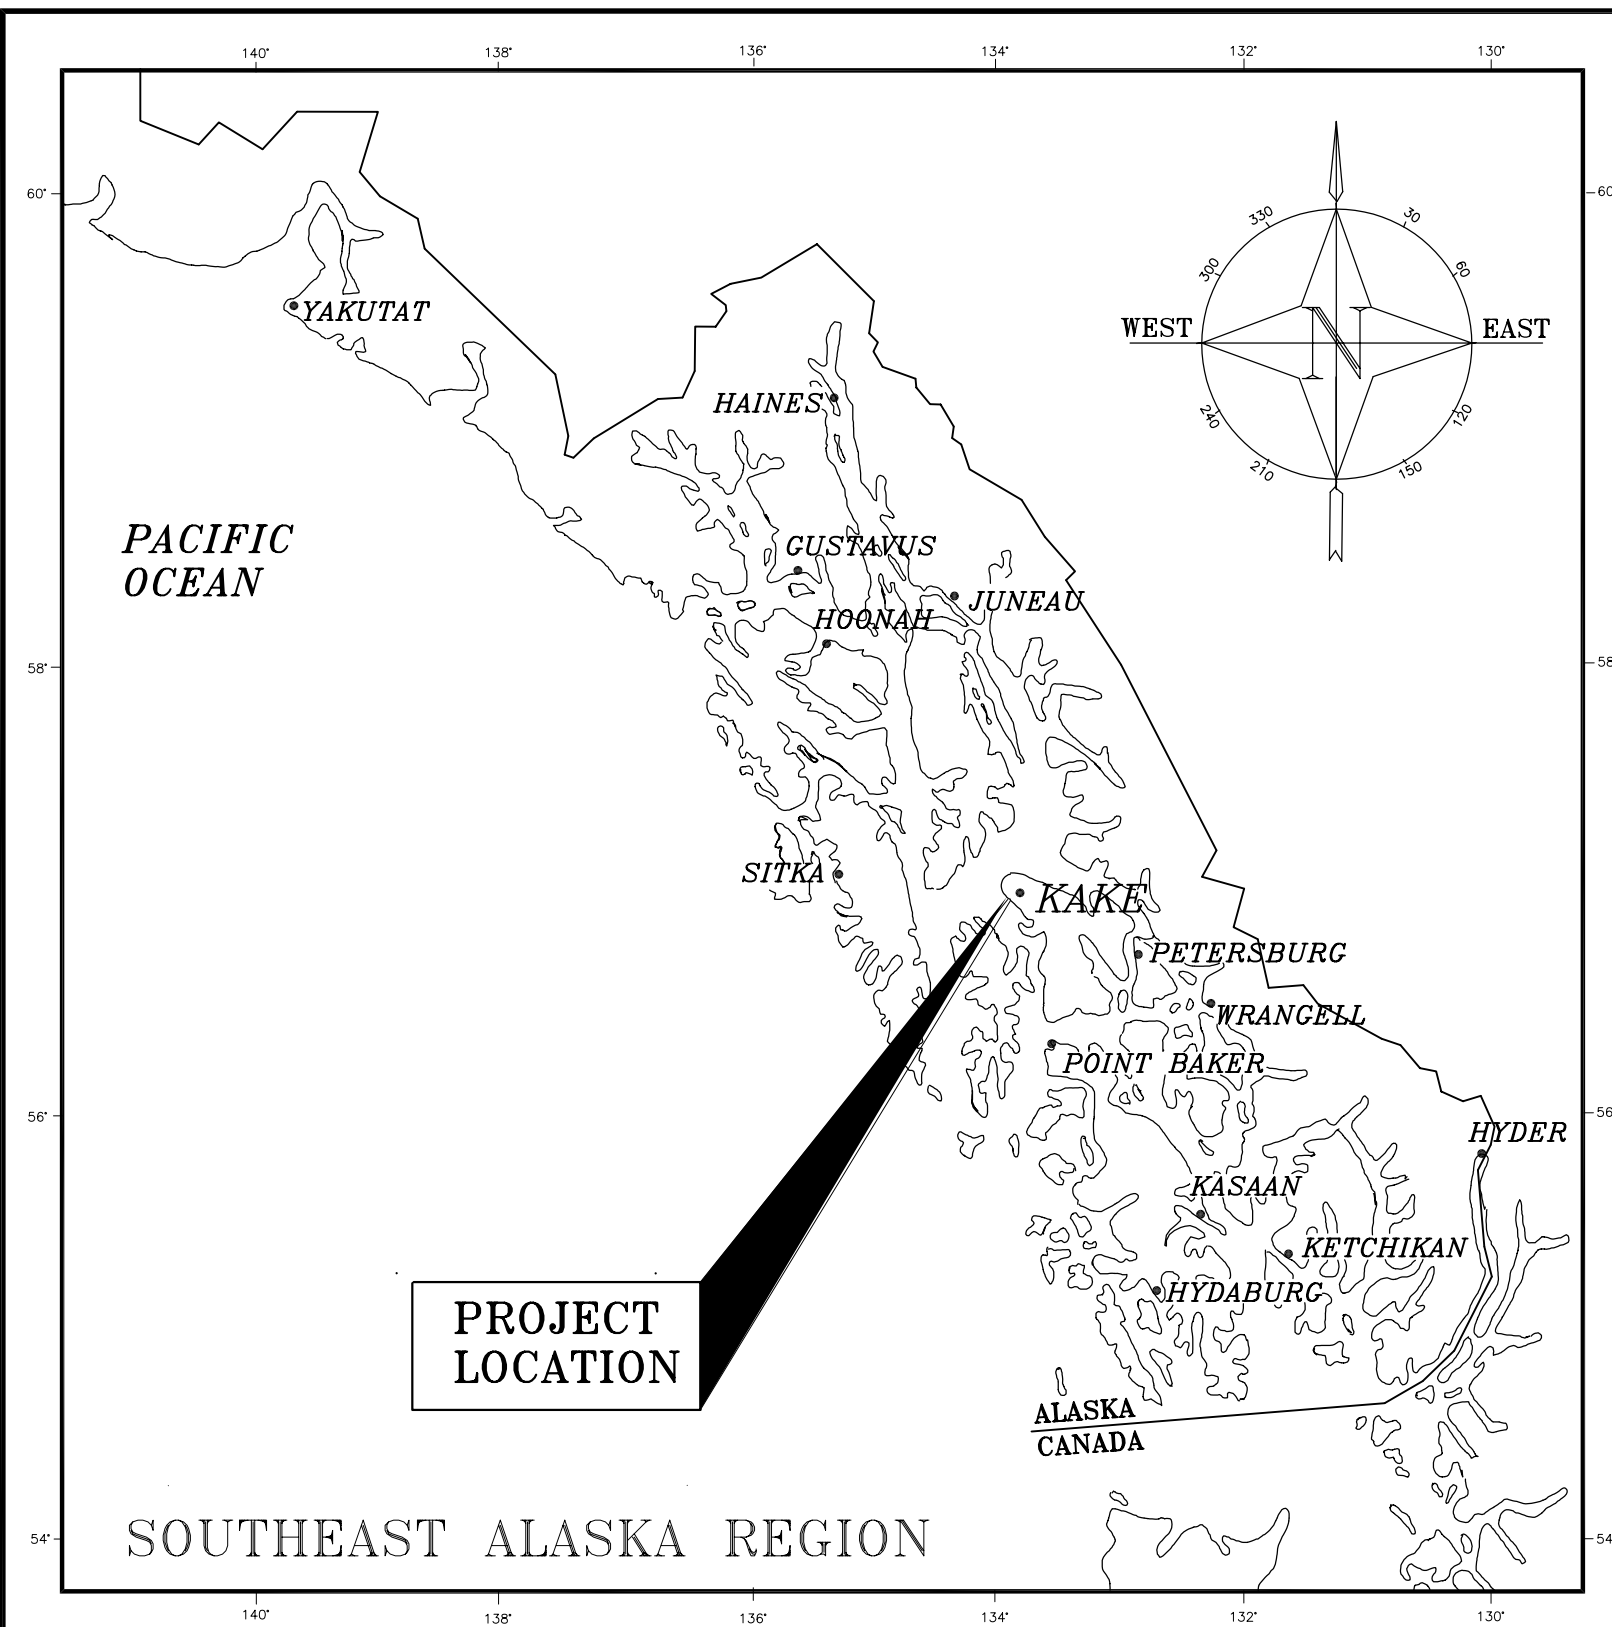 140° 138° 136° 134° 132° 130°
60° 60
330 30
300 60
YAKUTAT
WEST N EAST
HAINES
240 120
210 150
PACIFIC
OCEAN
GUSTAVUS
JUNEAU
HOONAH
58° 58
SITKA
KAKE
PETERSBURG
WRANGELL
POINT BAKER
56° 56
HYDER
KASAAN
KETCHIKAN
HYDABURG
PROJECT
LOCATION
ALASKA
CANADA
SOUTHEAST ALASKA REGION
54° 54
140° 138° 136° 134° 132° 130°